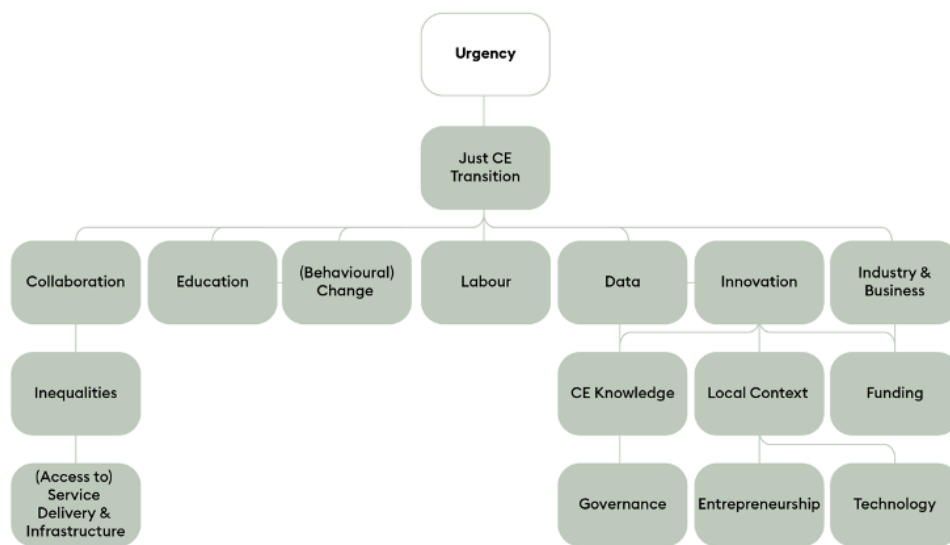 Urgency
Just CE
Transition
Collaboration
Education
(Behavioural)
Change
Labour
Data
Innovation
Industry &
Business
Inequalities
CE Knowledge
Local Context
Funding
(Access to)
Service
Delivery &
Infrastructure
Governance
Entrepreneurship
Technology